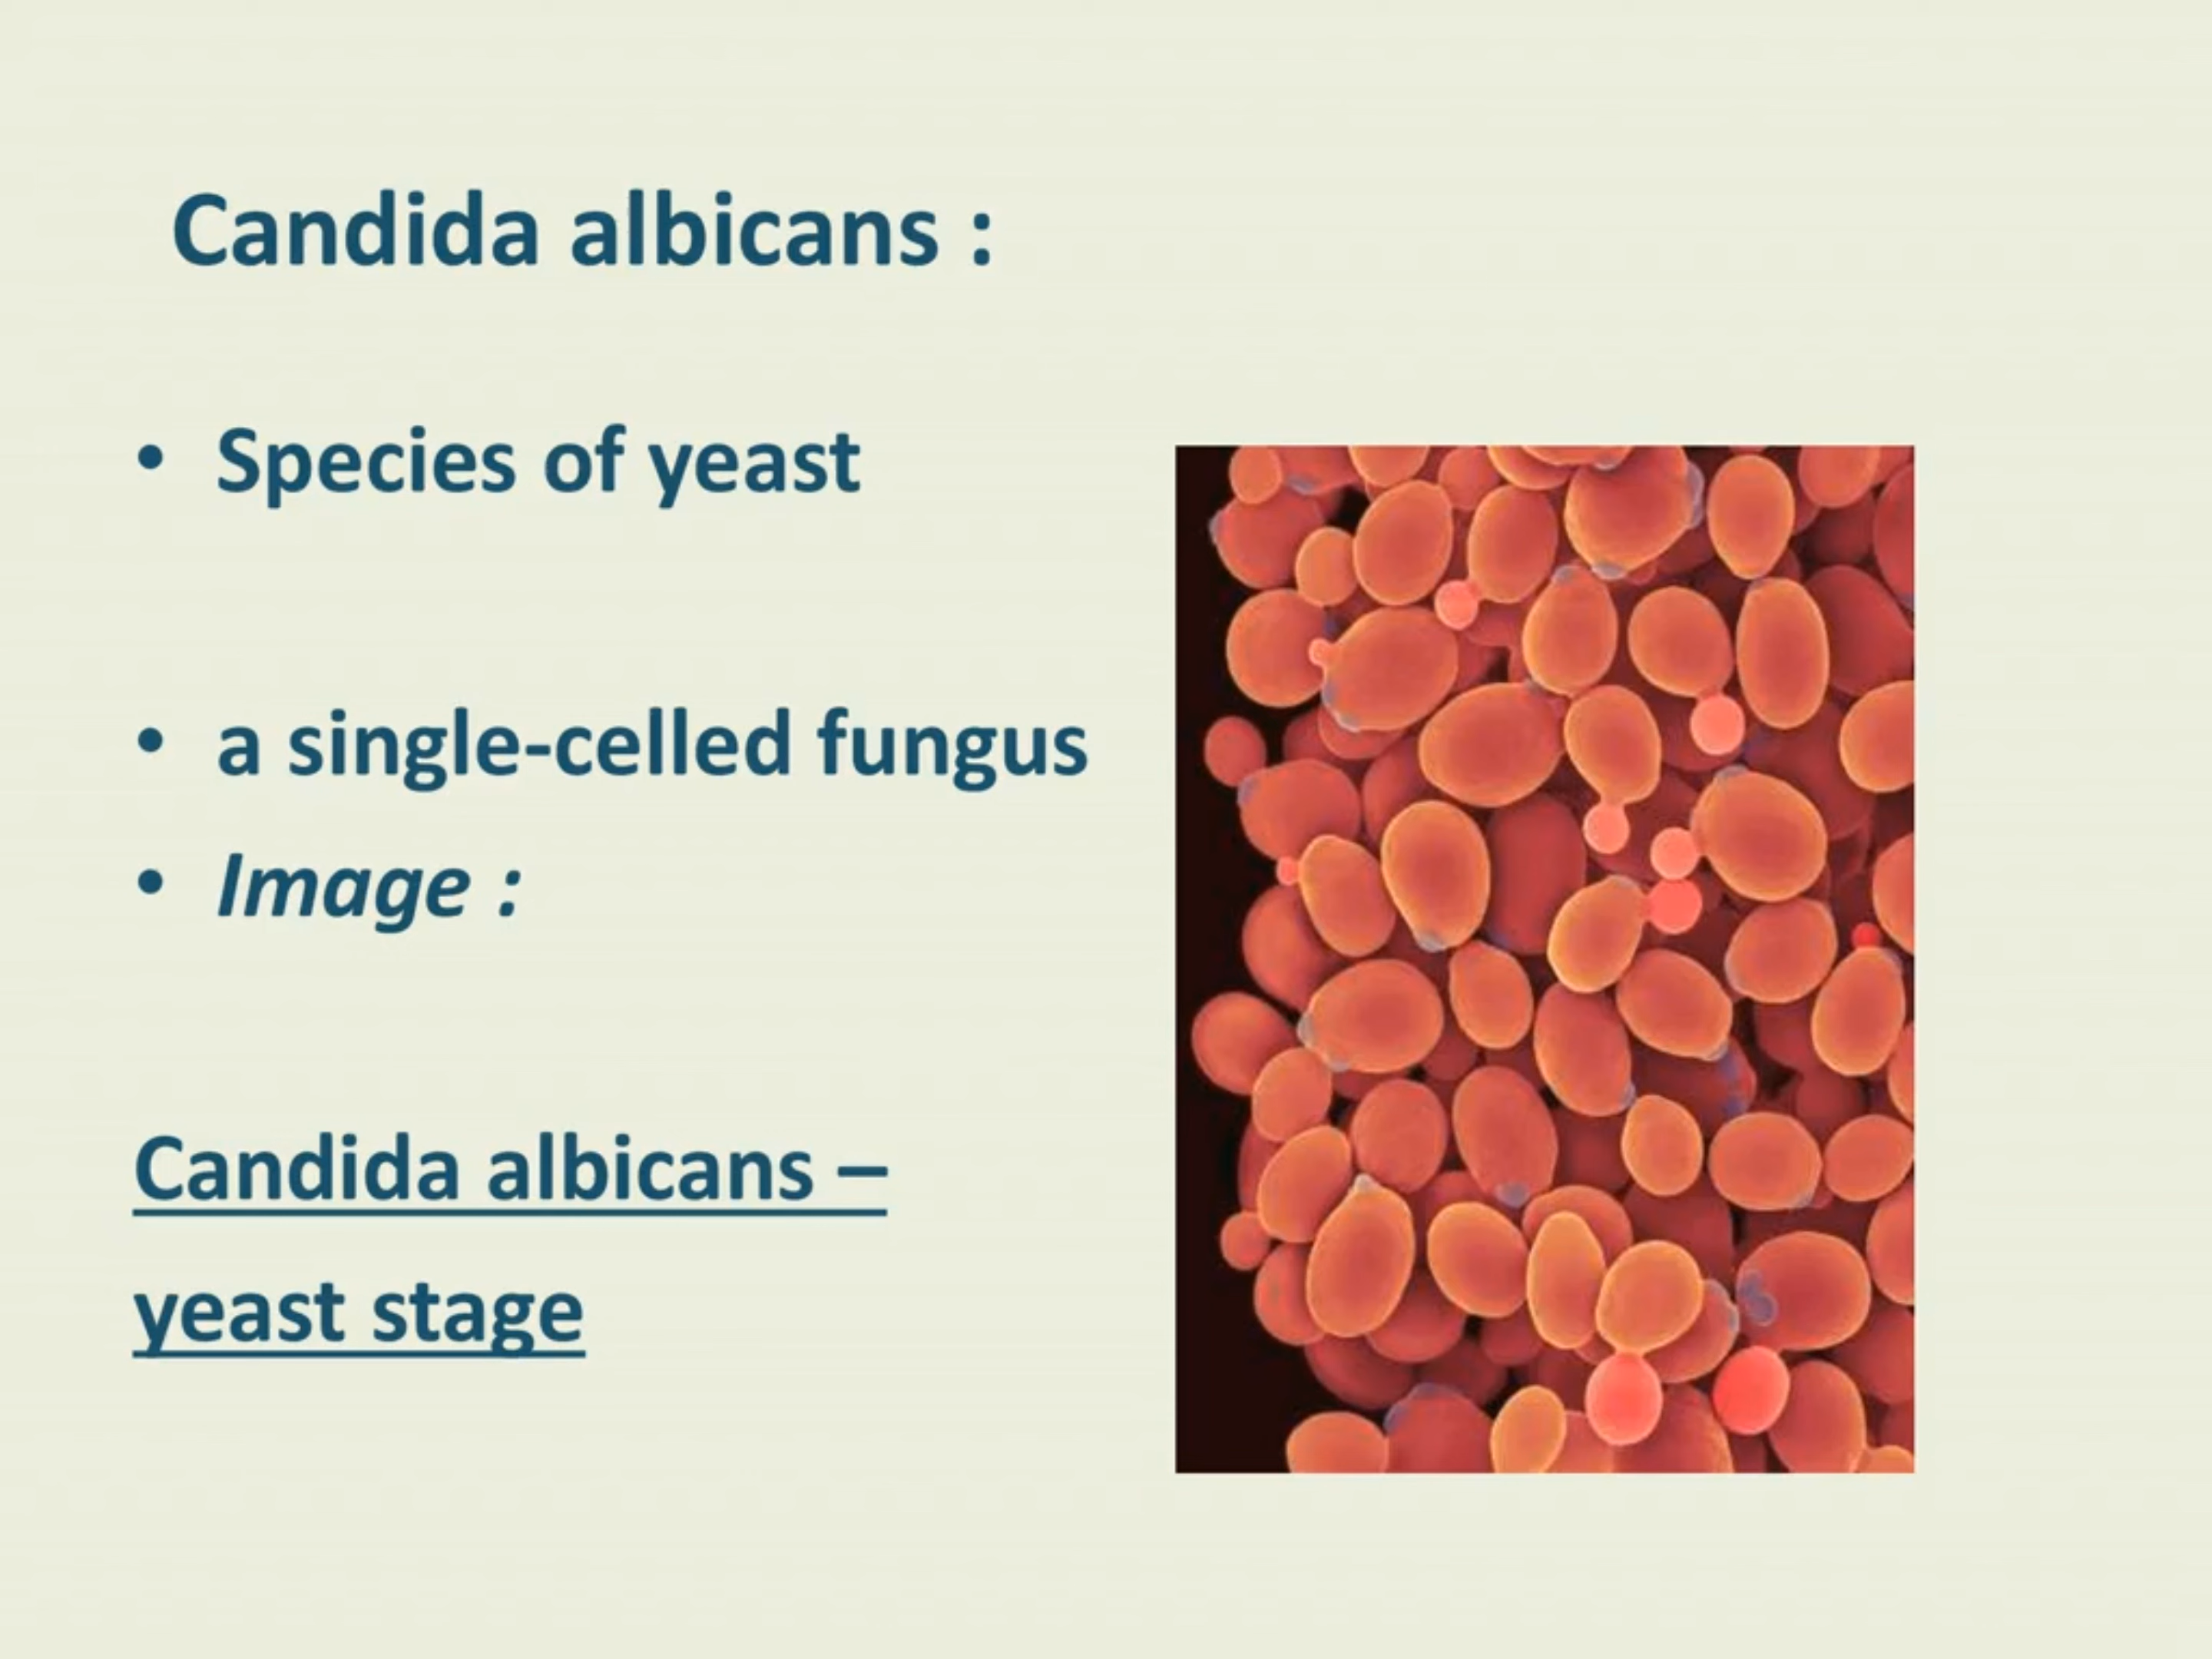 Candida albicans :
• Species of yeast
• a single-celled fungus
• Image :
Candida albicans –
yeast stage